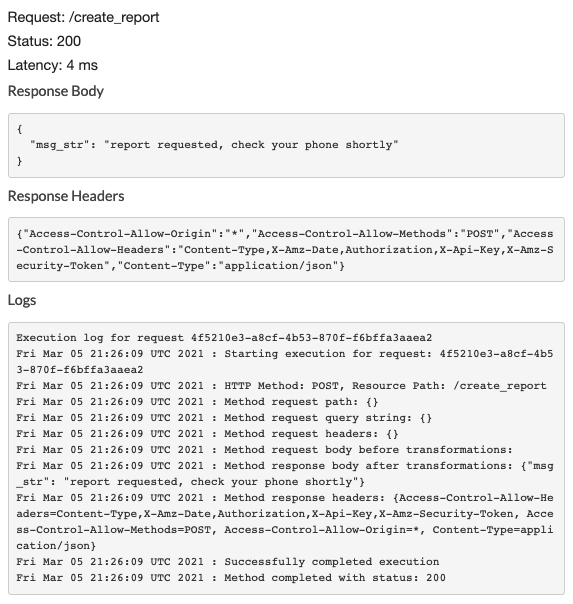 Request: /create_report
Status: 200
Latency: 4 ms
Response Body
{
"msg_str": "report requested, check your phone shortly"
}
Response Headers
{"Access-Control-Allow-Origin":"*","Access-Control-Allow-Methods":"POST","Access
-Control-Allow-Headers":"Content-Type,X-Amz-Date,Authorization,X-Api-Key,X-Amz-S
ecurity-Token","Content-Type":"application/json"}
Logs
Execution log for request 4f5210e3-a8cf-4b53-870f-f6bffa3aaea2
Fri Mar 05 21:26:09 UTC 2021 : Starting execution for request: 4f5210e3-a8cf-4b5
3-870f-f6bffa3aaea2
Fri Mar 05 21:26:09 UTC 2021 : HTTP Method: POST, Resource Path: /create_report
Fri Mar 05 21:26:09 UTC 2021 : Method request path: {}
Fri Mar 05 21:26:09 UTC 2021 : Method request query string: {}
Fri Mar 05 21:26:09 UTC 2021 : Method request headers: {}
Fri Mar 05 21:26:09 UTC 2021 : Method request body before transformations:
Fri Mar 05 21:26:09 UTC 2021 : Method response body after transformations: {"msg
_str": "report requested, check your phone shortly"}
Fri Mar 05 21:26:09 UTC 2021 : Method response headers: {Access-Control-Allow-He
aders=Content-Type,X-Amz-Date,Authorization,X-Api-Key,X-Amz-Security-Token, Acce
ss-Control-Allow-Methods=POST, Access-Control-Allow-Origin=*, Content-Type=appli
cation/json}
Fri Mar 05 21:26:09 UTC 2021 : Successfully completed execution
Fri Mar 05 21:26:09 UTC 2021 : Method completed with status: 200